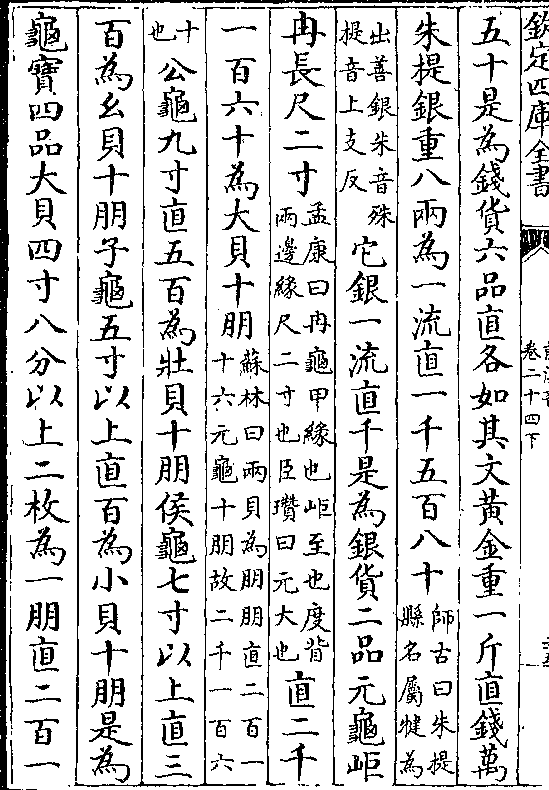 欽定四庫全書
卷二十四下
五十是為錢貨六品直各如其文黃金重一斤直錢萬
朱提銀重八兩為一流直一千五百八十師古曰朱提縣名屬犍為
出善銀朱音殊提音上支反它銀一流直千是為銀貨二品元龜岠
冉長尺二寸孟康曰冉龜甲緣也岠至也度背兩邊緣尺二寸也臣瓚曰元大也直二千
一百六十為大貝十朋蘇林曰兩貝為朋朋直二百一十六元龜十朋故二千一百六
十也公龜九寸直五百為壯貝十朋侯龜七寸以上直三
百為幺貝十朋子龜五寸以上直百為小貝十朋是為
龜寶四品大貝四寸八分以上二枚為一朋直二百一